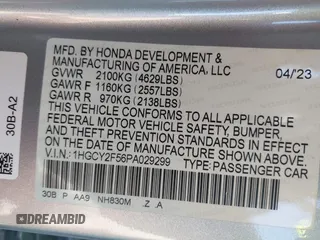 MFD. BY HONDA DEVELOPMENT &
MANUFACTURING OF AMERICA, LLC
GVWR 2100KG (4629LBS) 04/'23
GAWR F 1160KG (2557LBS)
GAWR R 970KG (2138LBS)
THIS VEHICLE CONFORMS TO ALL APPLICABLE
FEDERAL MOTOR VEHICLE SAFETY, BUMPER,
AND THEFT PREVENTION STANDARDS IN EFFECT
ON THE DATE OF MANUFACTURE SHOWN ABOVE.
V.I.N: 1HGCY2F56PA029299 TYPE:PASSENGER CAR
30B P AA9 NH830M .Z .A
30B-A2
DREAMBID